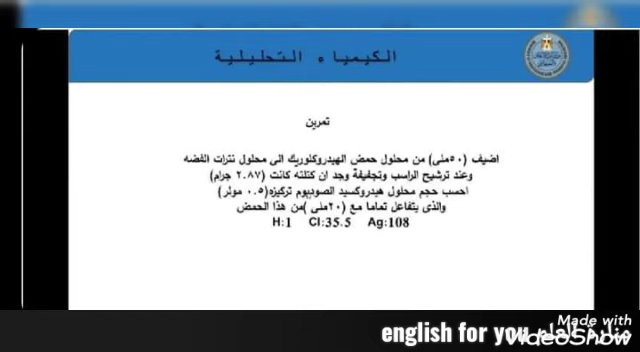 الكيمياء التحليلية
تمرين
اضيف (٥٠ملى) من محلول حمض الهيدروكلوريك الى محلول نترات الفضه
وعند ترشيح الراسب وتجفيفة وجد ان كتلته كانت (٢.٨٧ جرام)
احسب حجم محلول هيدروكسيد الصوديوم تركيزه(٠.٥ مولر)
والذى يتفاعل تماما مع (٢٠ملى )من هذا الحمض
H:1 Cl:35.5 Ag:108
Made with
english for you منارة العلم
VideoShow